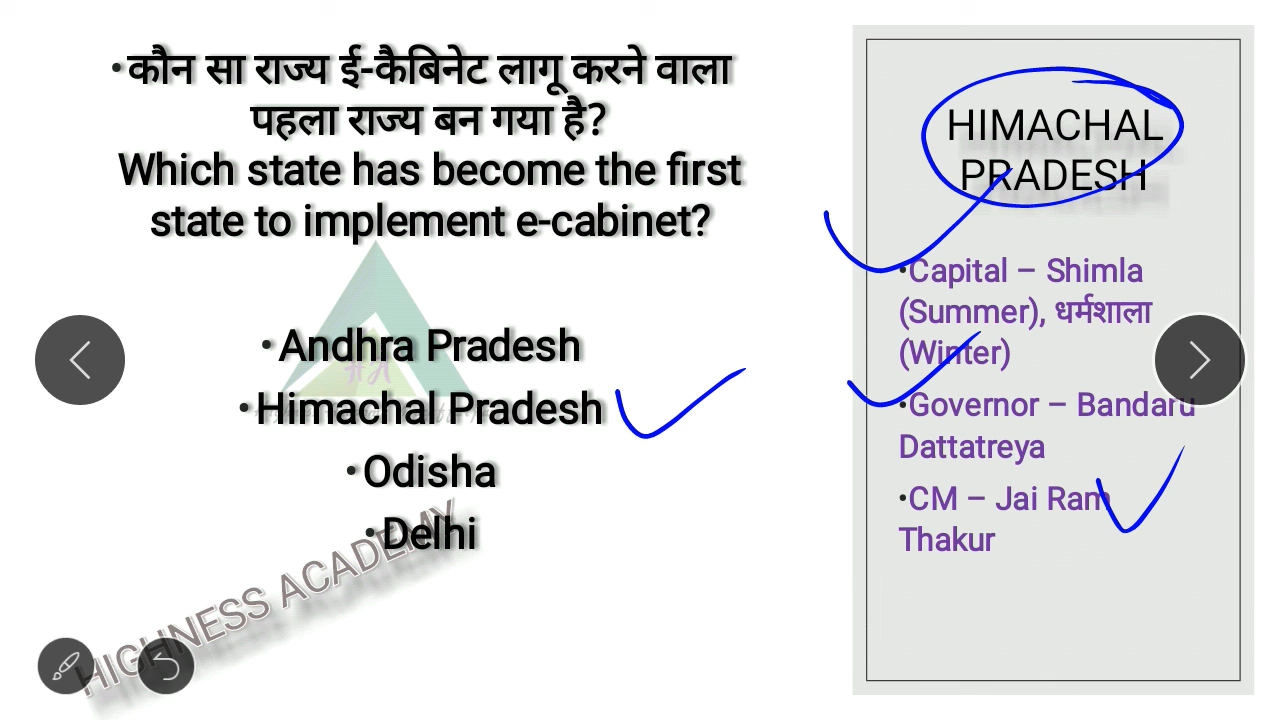 •कौन सा राज्य ई-कैबिनेट लागू करने वाला
पहला राज्य बन गया है?
Which state has become the first
state to implement e-cabinet?
•Andhra Pradesh
•Himachal Pradesh
•Odisha
•Delhi
HIGHNESS ACADEMY
HIMACHAL
PRADESH
•Capital – Shimla
(Summer), धर्मशाला
(Winter)
•Governor – Bandaru
Dattatreya
•CM – Jai Ram
Thakur